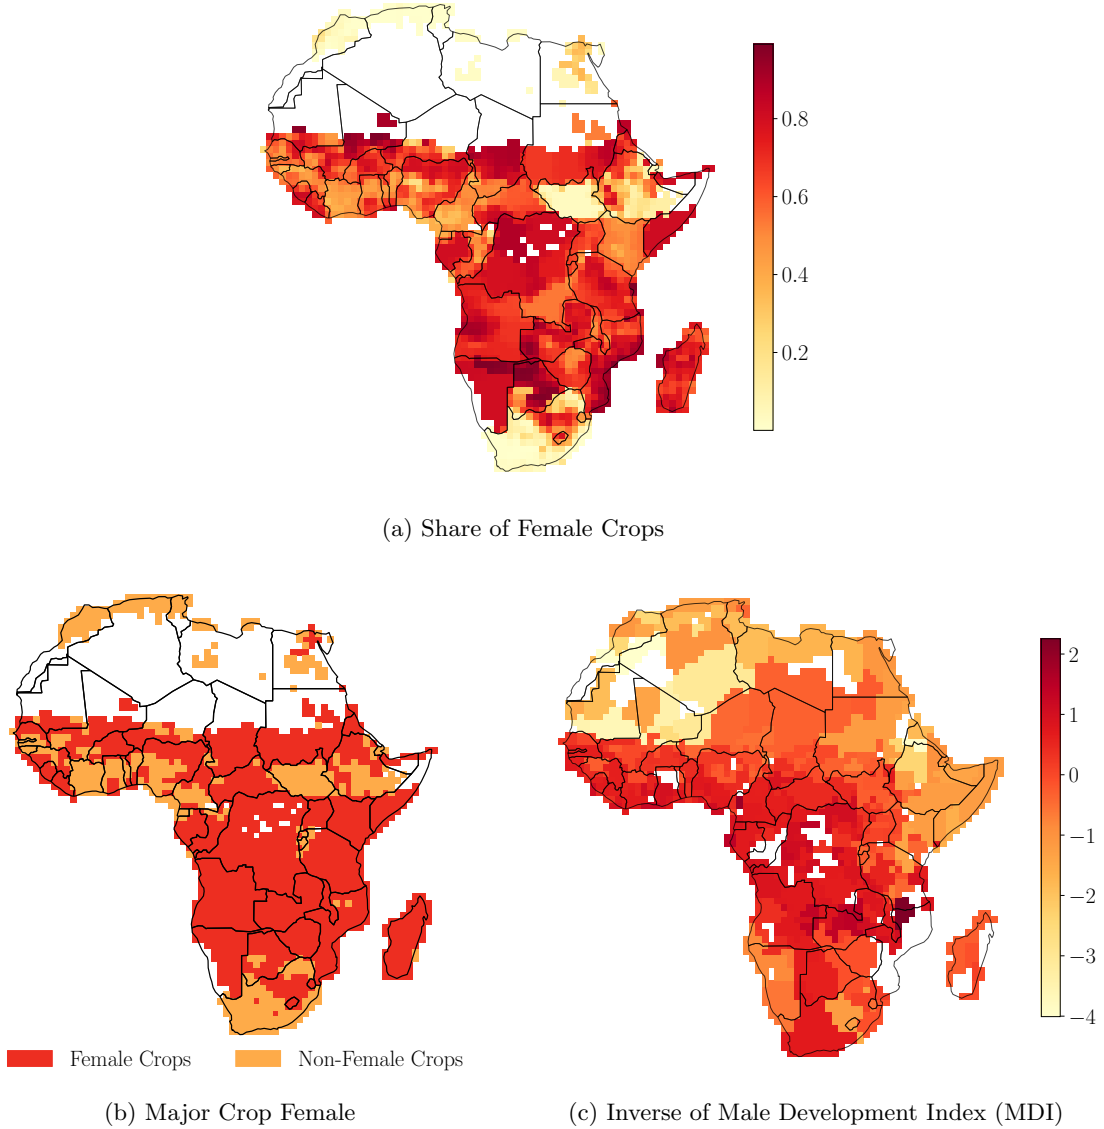 0.8
0.6
0.4
0.2
(a) Share of Female Crops
2
1
0
−1
−2
−3
−4
Female Crops
Non-Female Crops
(b) Major Crop Female
(c) Inverse of Male Development Index (MDI)